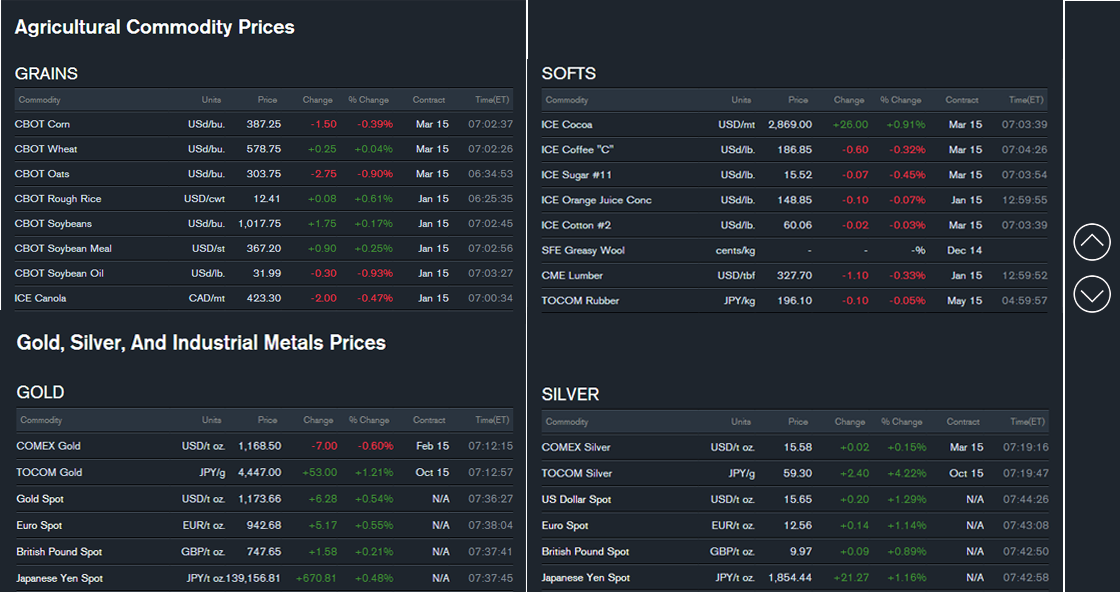 Agricultural Commodity Prices
GRAINS
Commodity Units Price Change % Change Contract Time(ET)
CBOT Corn USd/bu. 387.25 -1.50 -0.39% Mar 15 07:02:37
CBOT Wheat USd/bu. 578.75 +0.25 +0.04% Mar 15 07:02:26
CBOT Oats USd/bu. 303.75 -2.75 -0.90% Mar 15 06:34:53
CBOT Rough Rice USD/cwt 12.41 +0.08 +0.61% Jan 15 06:25:35
CBOT Soybeans USd/bu. 1,017.75 +1.75 +0.17% Jan 15 07:02:45
CBOT Soybean Meal USD/st 367.20 +0.90 +0.25% Jan 15 07:02:56
CBOT Soybean Oil USd/lb. 31.99 -0.30 -0.93% Jan 15 07:03:27
ICE Canola CAD/mt 423.30 -2.00 -0.47% Jan 15 07:00:34
SOFTS
Commodity Units Price Change % Change Contract Time(ET)
ICE Cocoa USD/mt 2,869.00 +26.00 +0.91% Mar 15 07:03:39
ICE Coffee "C" USd/lb. 186.85 -0.60 -0.32% Mar 15 07:04:26
ICE Sugar #11 USd/lb. 15.52 -0.07 -0.45% Mar 15 07:03:54
ICE Orange Juice Conc USd/lb. 148.85 -0.10 -0.07% Jan 15 12:59:55
ICE Cotton #2 USd/lb. 60.06 -0.02 -0.03% Mar 15 07:03:39
SFE Greasy Wool cents/kg - - -% Dec 14
CME Lumber USD/tbf 327.70 -1.10 -0.33% Jan 15 12:59:52
TOCOM Rubber JPY/kg 196.10 -0.10 -0.05% May 15 04:59:57
Gold, Silver, And Industrial Metals Prices
GOLD
Commodity Units Price Change % Change Contract Time(ET)
COMEX Gold USD/t oz. 1,168.50 -7.00 -0.60% Feb 15 07:12:15
TOCOM Gold JPY/g 4,447.00 +53.00 +1.21% Oct 15 07:12:57
Gold Spot USD/t oz. 1,173.66 +6.28 +0.54% N/A 07:36:27
Euro Spot EUR/t oz. 942.68 +5.17 +0.55% N/A 07:38:04
British Pound Spot GBP/t oz. 747.65 +1.58 +0.21% N/A 07:37:41
Japanese Yen Spot JPY/t oz. 139,156.81 +670.81 +0.48% N/A 07:37:45
SILVER
Commodity Units Price Change % Change Contract Time(ET)
COMEX Silver USD/t oz. 15.58 +0.02 +0.15% Mar 15 07:19:16
TOCOM Silver JPY/g 59.30 +2.40 +4.22% Oct 15 07:19:47
US Dollar Spot USD/t oz. 15.65 +0.20 +1.29% N/A 07:44:26
Euro Spot EUR/t oz. 12.56 +0.14 +1.14% N/A 07:43:08
British Pound Spot GBP/t oz. 9.97 +0.09 +0.89% N/A 07:42:50
Japanese Yen Spot JPY/t oz. 1,854.44 +21.27 +1.16% N/A 07:42:58